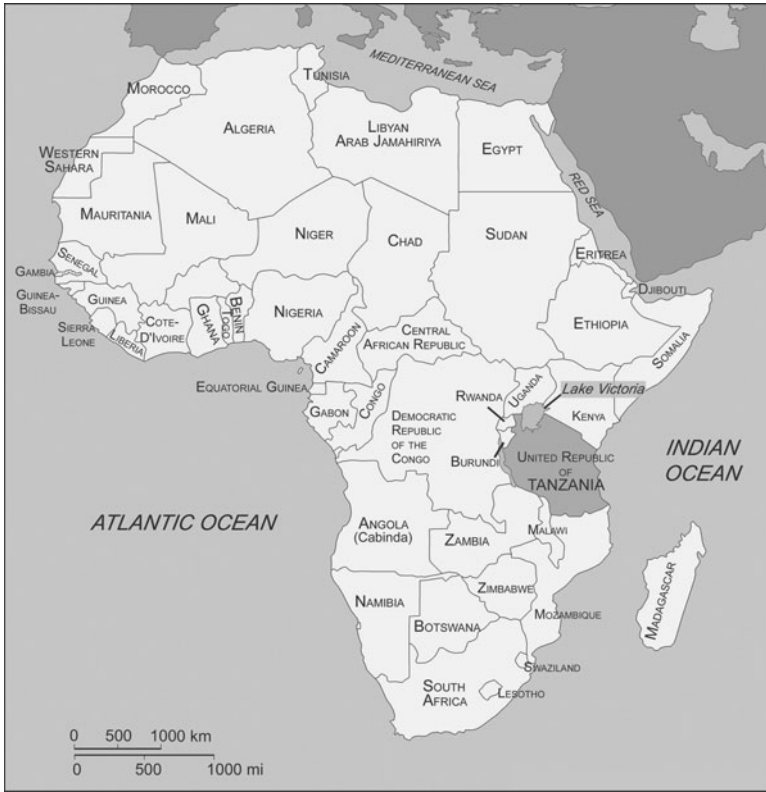 MEDITERRANEAN SEA
TUNISIA
MOROCCO
ALGERIA
LIBYAN
ARAB JAMAHIRIYA
EGYPT
WESTERN
SAHARA
RED SEA
MAURITANIA
MALI
NIGER
CHAD
SUDAN
ERITREA
SENEGAL
GAMBIA
DJIBOUTI
GUINEA-
BISSAU
GUINEA
NIGERIA
BENIN
TOGO
GHANA
COTE-
D'IVOIRE
SIERRA
LEONE
LIBERIA
ETHIOPIA
CENTRAL
AFRICAN REPUBLIC
CAMAROON
SOMALIA
EQUATORIAL GUINEA
UGANDA
Lake Victoria
RWANDA
GABON
CONGO
KENYA
DEMOCRATIC
REPUBLIC
OF THE
CONGO
BURUNDI
UNITED REPUBLIC
OF
TANZANIA
INDIAN
OCEAN
ATLANTIC OCEAN
ANGOLA
(Cabinda)
ZAMBIA
MALAWI
ZIMBABWE
NAMIBIA
MOZAMBIQUE
MADAGASCAR
BOTSWANA
SWAZILAND
SOUTH
AFRICA
LESOTHO
0 500 1000 km
0 500 1000 mi